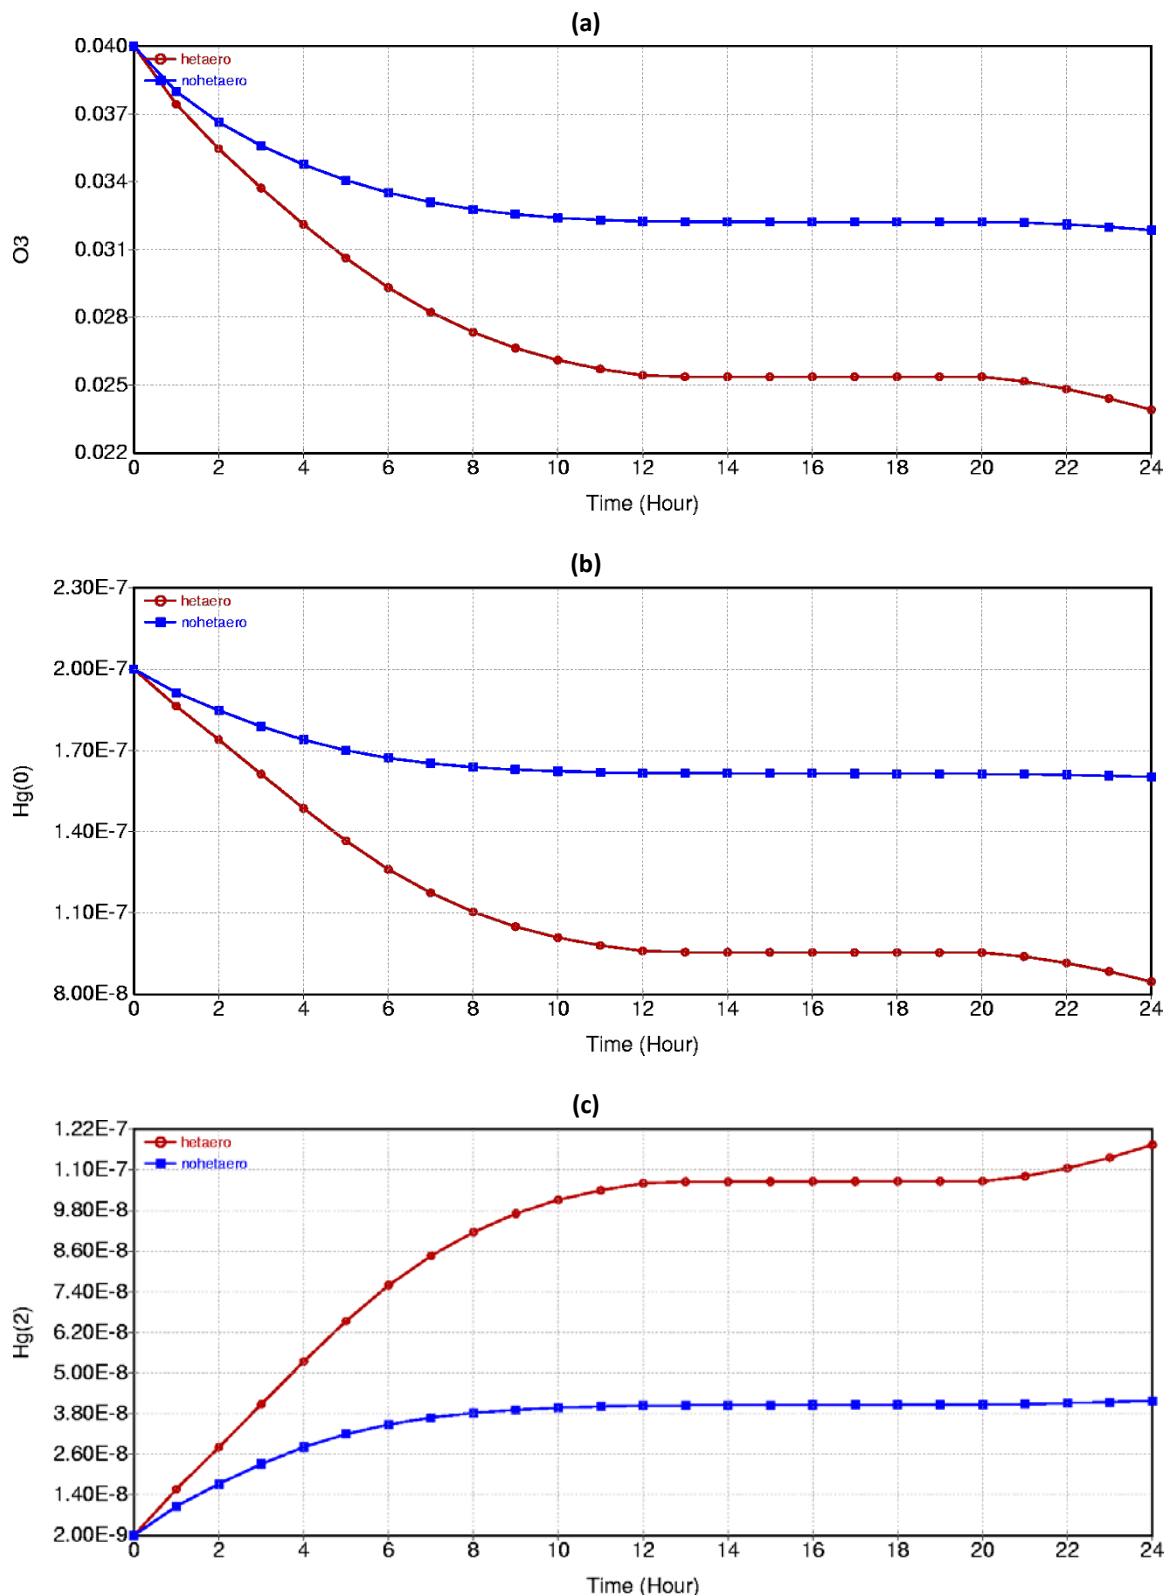 (a)
0.040
hetaero
nohetaero
0.037
0.034
0.031
O3
0.028
0.025
0.022
0 2 4 6 8 10 12 14 16 18 20 22 24
Time (Hour)
(b)
2.30E-7
hetaero
nohetaero
2.00E-7
1.70E-7
Hg(0)
1.40E-7
1.10E-7
8.00E-8
0 2 4 6 8 10 12 14 16 18 20 22 24
Time (Hour)
(c)
1.22E-7
hetaero
nohetaero
1.10E-7
9.80E-8
8.60E-8
7.40E-8
Hg(2)
6.20E-8
5.00E-8
3.80E-8
2.60E-8
1.40E-8
2.00E-9
0 2 4 6 8 10 12 14 16 18 20 22 24
Time (Hour)